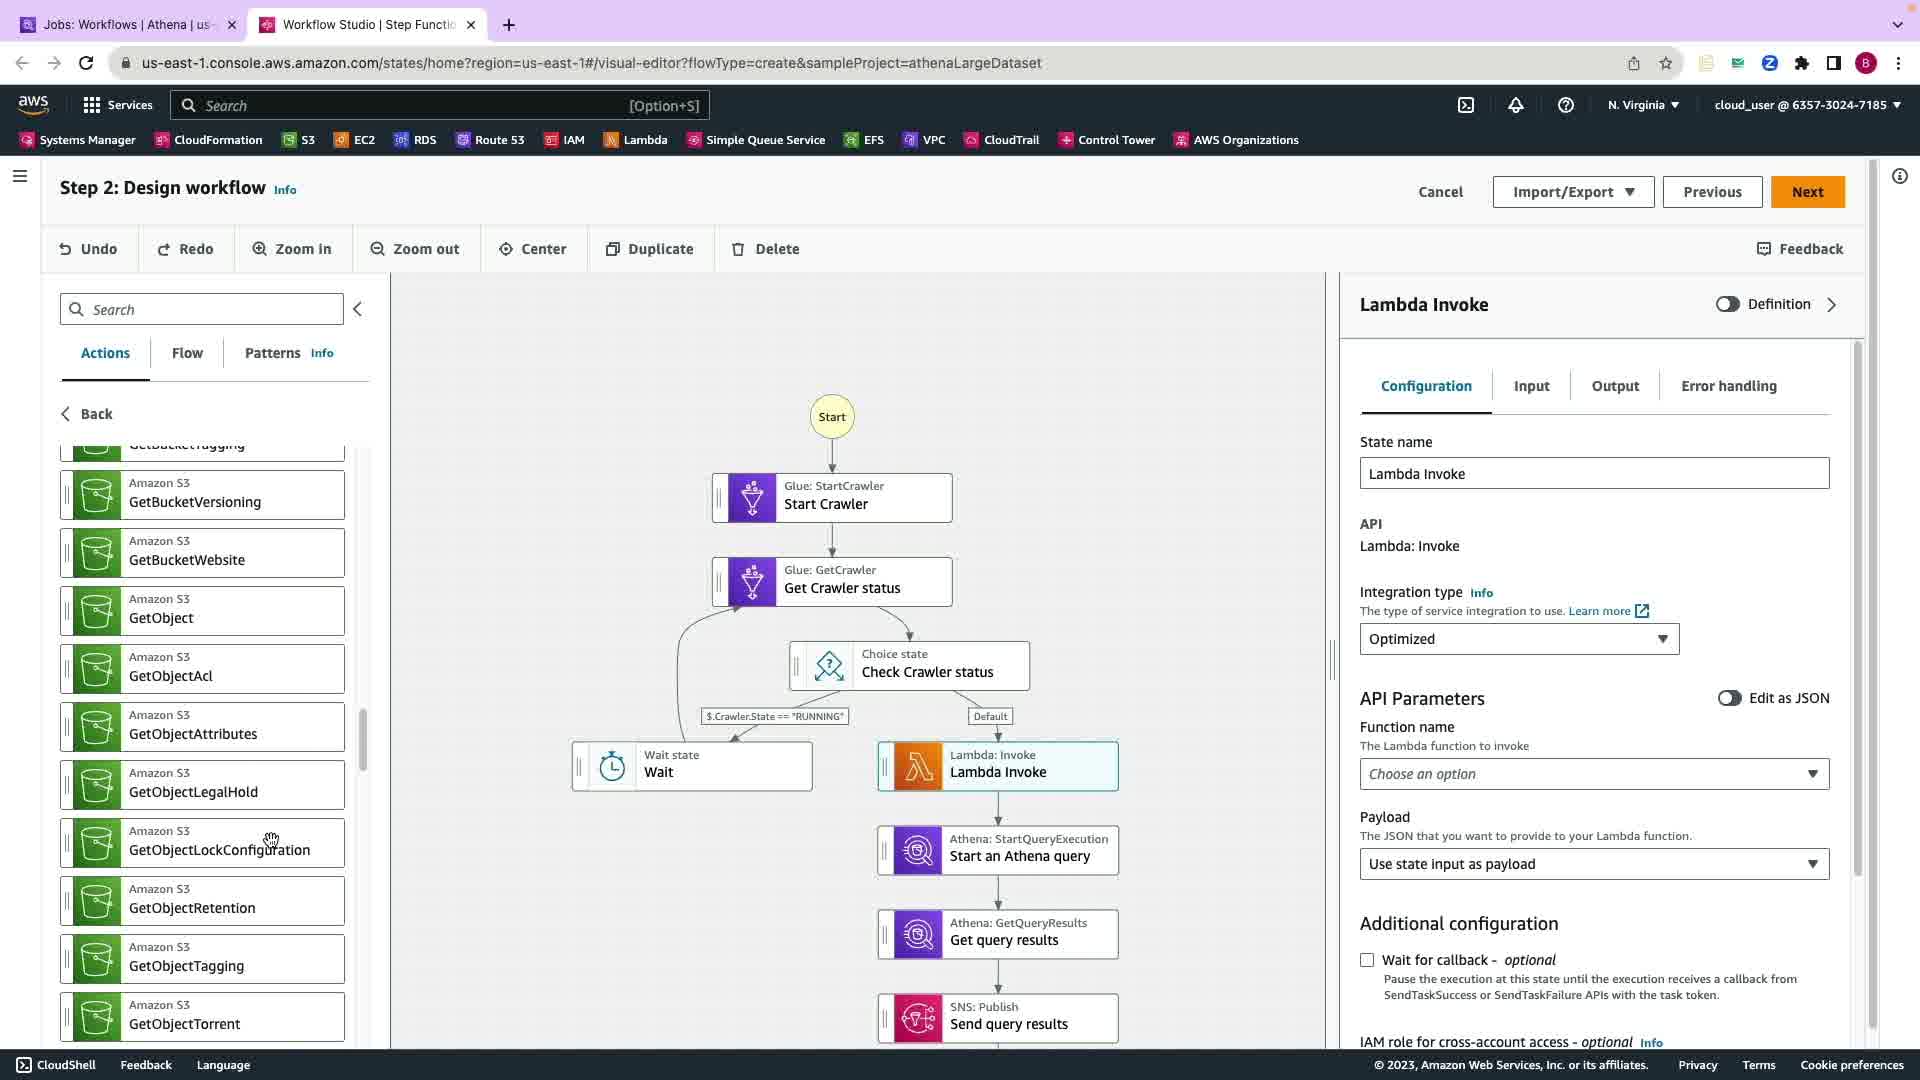 Jobs: Workflows | Athena | us-
Workflow Studio | Step Functio
us-east-1.console.aws.amazon.com/states/home?region=us-east-1#/visual-editor?flowType=create&sampleProject=athenaLargeDataset
B
aws
Services
Search
[Option+S]
N. Virginia
cloud_user @ 6357-3024-7185
Systems Manager
CloudFormation
S3
EC2
RDS
Route 53
IAM
Lambda
Simple Queue Service
EFS
VPC
CloudTrail
Control Tower
AWS Organizations
Step 2: Design workflow
Info
Cancel
Import/Export
Previous
Next
Undo
Redo
Zoom in
Zoom out
Center
Duplicate
Delete
Feedback
Search
Actions
Flow
Patterns
Info
Back
GetBucketTagging
Amazon S3
GetBucketVersioning
Amazon S3
GetBucketWebsite
Amazon S3
GetObject
Amazon S3
GetObjectAcl
Amazon S3
GetObjectAttributes
Amazon S3
GetObjectLegalHold
Amazon S3
GetObjectLockConfiguration
Amazon S3
GetObjectRetention
Amazon S3
GetObjectTagging
Amazon S3
GetObjectTorrent
Start
Glue: StartCrawler
Start Crawler
Glue: GetCrawler
Get Crawler status
Choice state
Check Crawler status
$.Crawler.State == "RUNNING"
Default
Wait state
Wait
Lambda: Invoke
Lambda Invoke
Athena: StartQueryExecution
Start an Athena query
Athena: GetQueryResults
Get query results
SNS: Publish
Send query results
Lambda Invoke
Definition
Configuration
Input
Output
Error handling
State name
Lambda Invoke
API
Lambda: Invoke
Integration type Info
The type of service integration to use. Learn more
Optimized
API Parameters
Edit as JSON
Function name
The Lambda function to invoke
Choose an option
Payload
The JSON that you want to provide to your Lambda function.
Use state input as payload
Additional configuration
Wait for callback - optional
Pause the execution at this state until the execution receives a callback from
SendTaskSuccess or SendTaskFailure APIs with the task token.
IAM role for cross-account access - optional Info
CloudShell
Feedback
Language
© 2023, Amazon Web Services, Inc. or its affiliates.
Privacy
Terms
Cookie preferences